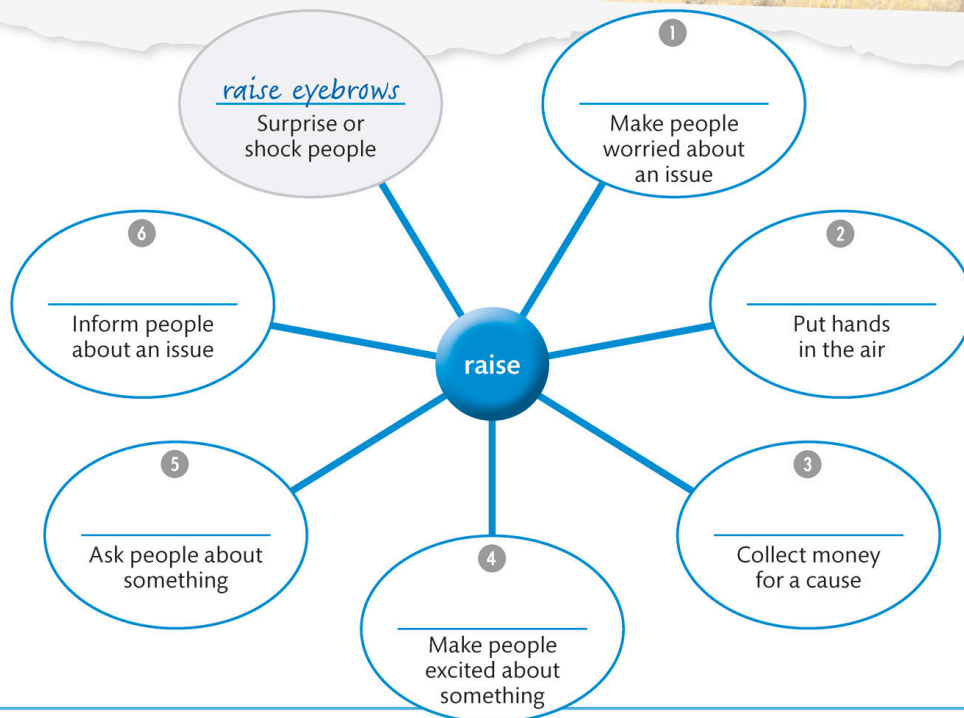 raise eyebrows
Surprise or
shock people
1
Make people
worried about
an issue
2
Put hands
in the air
3
Collect money
for a cause
4
Make people
excited about
something
5
Ask people about
something
6
Inform people
about an issue
raise